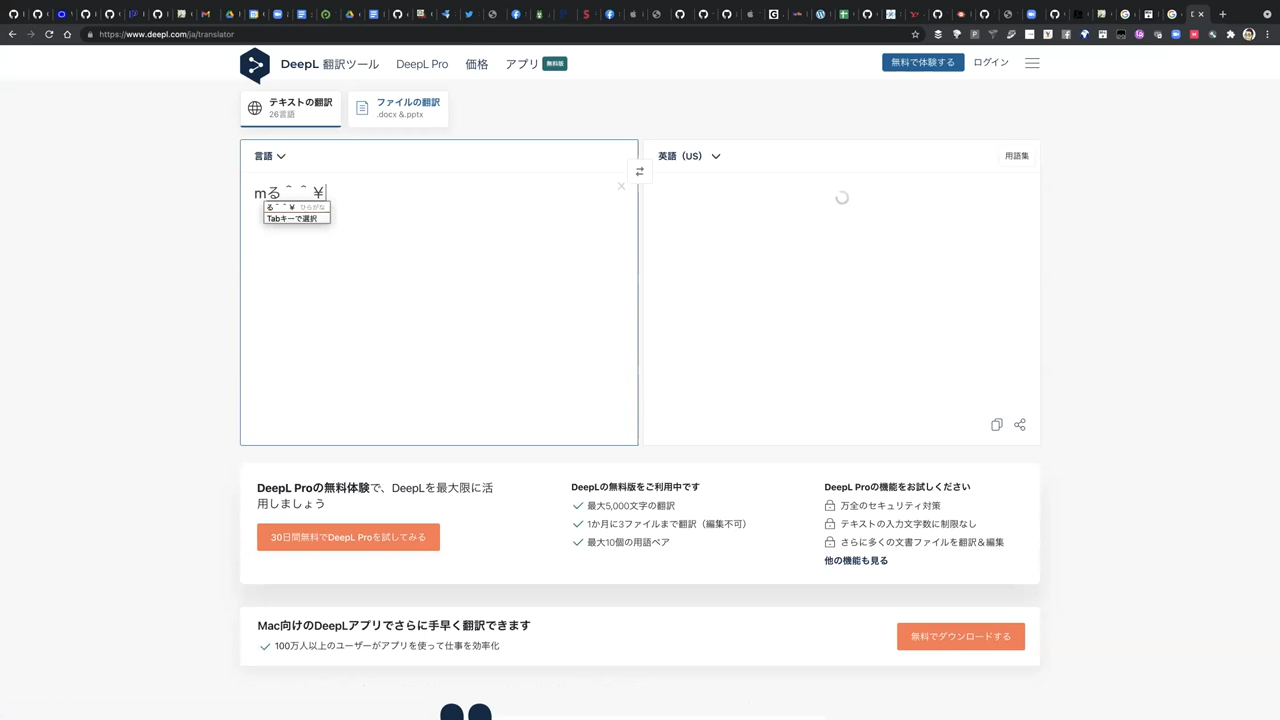 https://www.deepl.com/ja/translator
DeepL 翻訳ツール DeepL Pro 価格 アプリ 無料版 無料で体験する ログイン
テキストの翻訳
26言語
ファイルの翻訳
.docx &.pptx
言語
英語（US） 用語集
mる＾＾¥
る＾＾¥ ひらがな
Tabキーで選択
DeepL Proの無料体験で、DeepLを最大限に活
用しましょう
30日間無料でDeepL Proを試してみる
DeepLの無料版をご利用中です
最大5,000文字の翻訳
1か月に3ファイルまで翻訳（編集不可）
最大10個の用語ペア
DeepL Proの機能をお試しください
万全のセキュリティ対策
テキストの入力文字数に制限なし
さらに多くの文書ファイルを翻訳＆編集
他の機能も見る
Mac向けのDeepLアプリでさらに手早く翻訳できます
100万人以上のユーザーがアプリを使って仕事を効率化
無料でダウンロードする